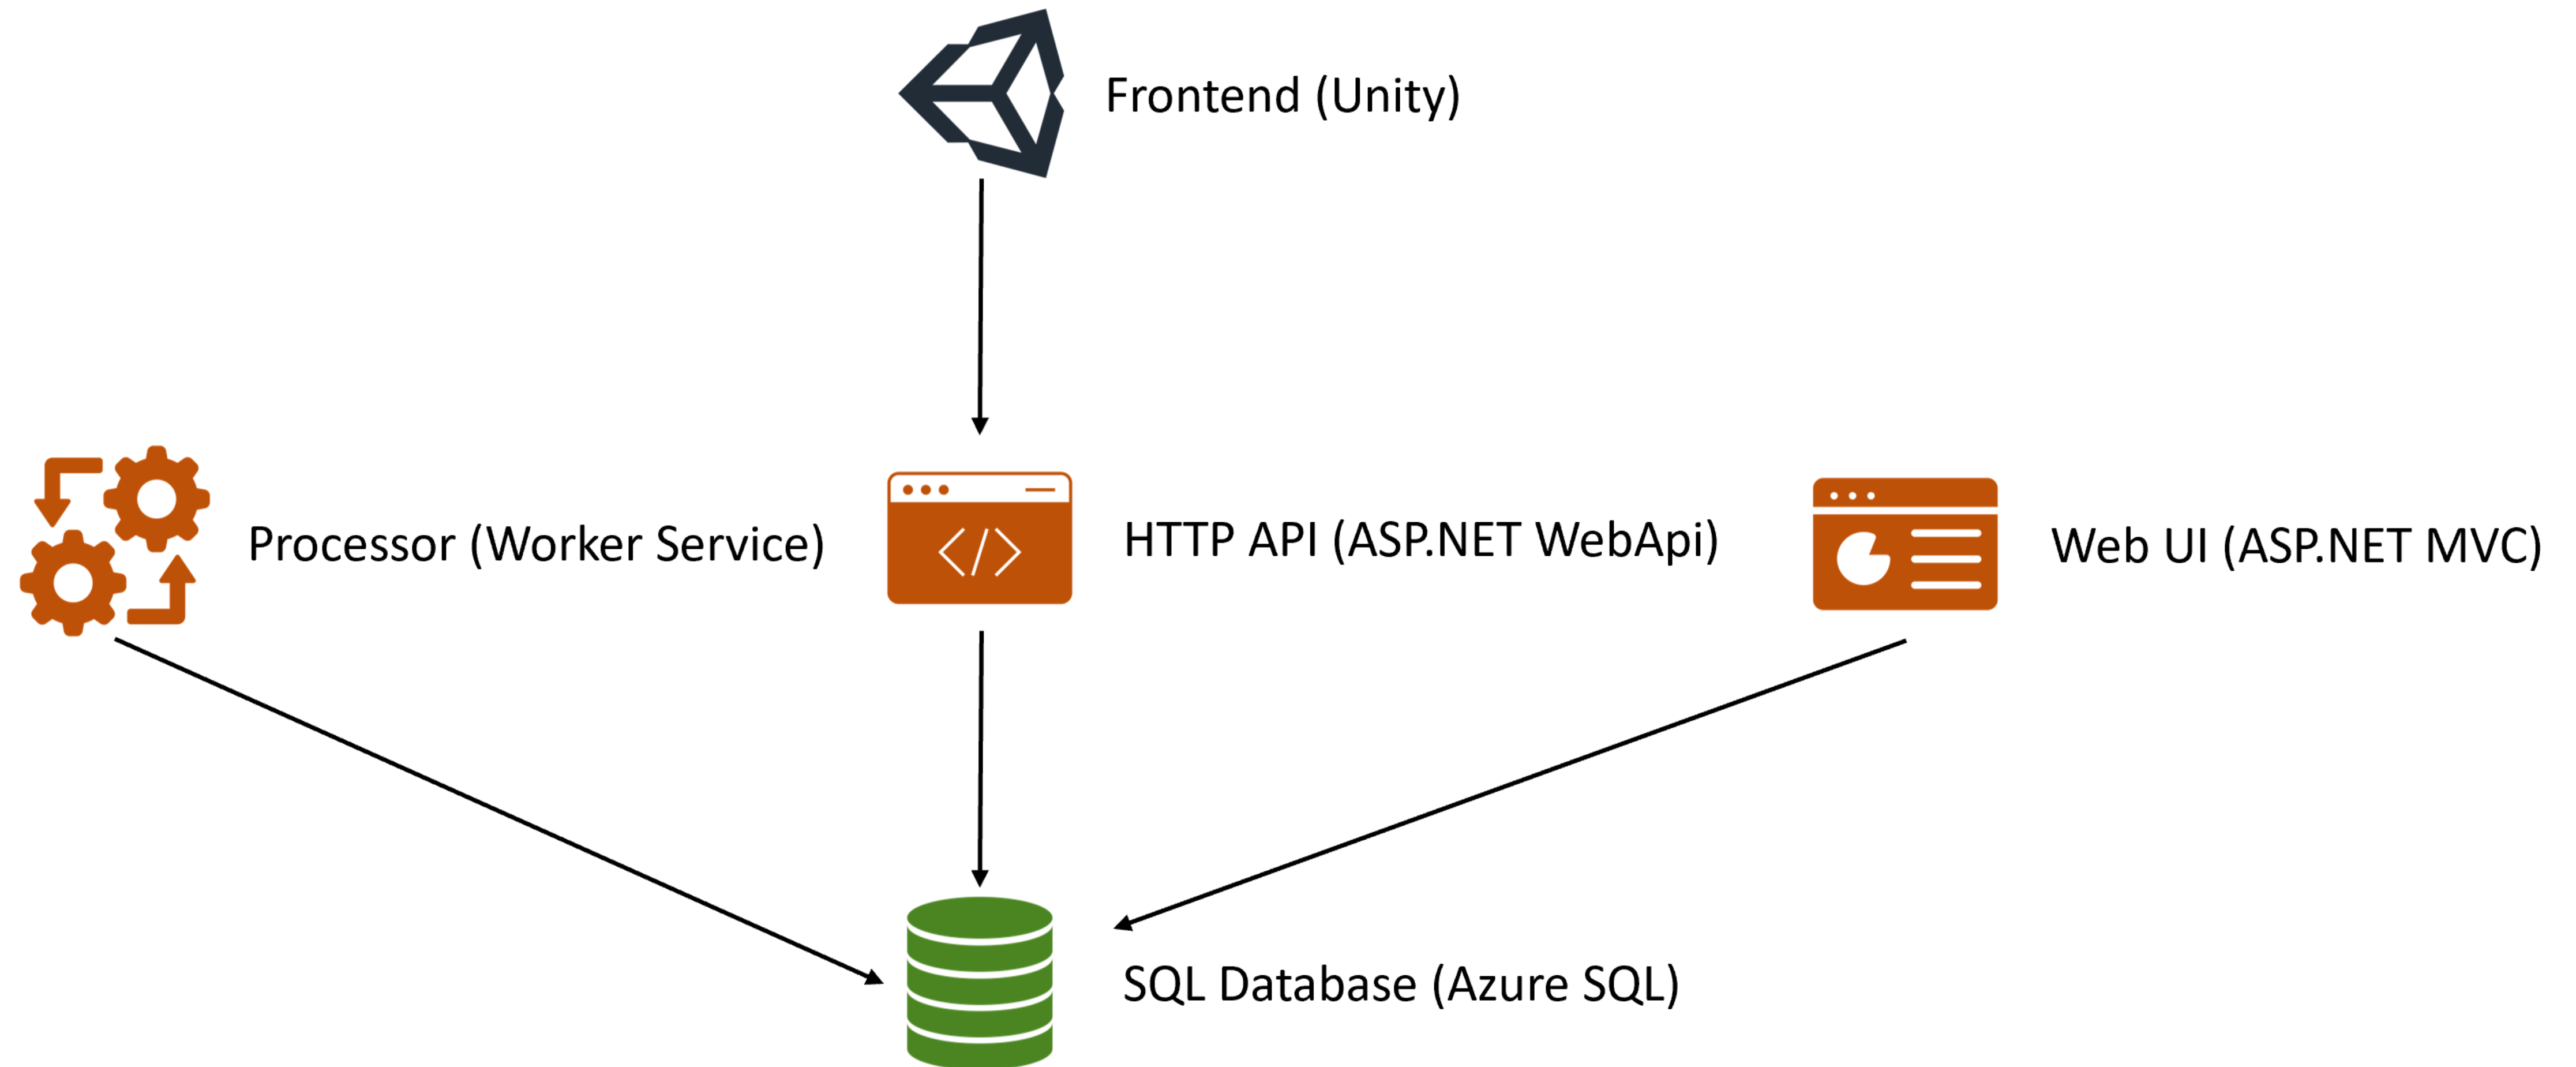 Frontend (Unity)
Processor (Worker Service)
HTTP API (ASP.NET WebApi)
Web UI (ASP.NET MVC)
SQL Database (Azure SQL)